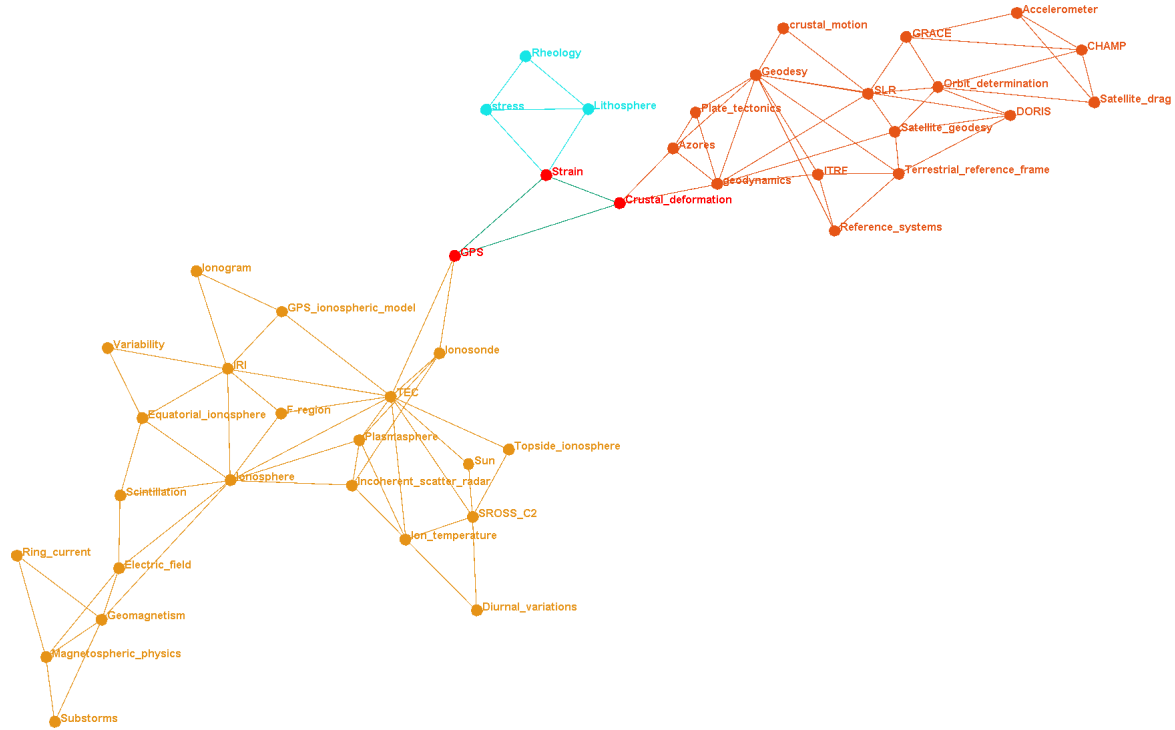 Accelerometer
crustal_motion
GRACE
CHAMP
Rheology
Geodesy
Orbit_determination
SLR
Satellite_drag
stress
Lithosphere
Plate_tectonics
DORIS
Satellite_geodesy
Azores
Strain
geodynamics
ITRF
Terrestrial_reference_frame
Crustal_deformation
Reference_systems
GPS
Ionogram
GPS_ionospheric_model
Variability
Ionosonde
IRI
TEC
Equatorial_ionosphere
F-region
Plasmasphere
Topside_ionosphere
Sun
Ionosphere
Incoherent_scatter_radar
Scintillation
SROSS_C2
Ion_temperature
Ring_current
Electric_field
Diurnal_variations
Geomagnetism
Magnetospheric_physics
Substorms